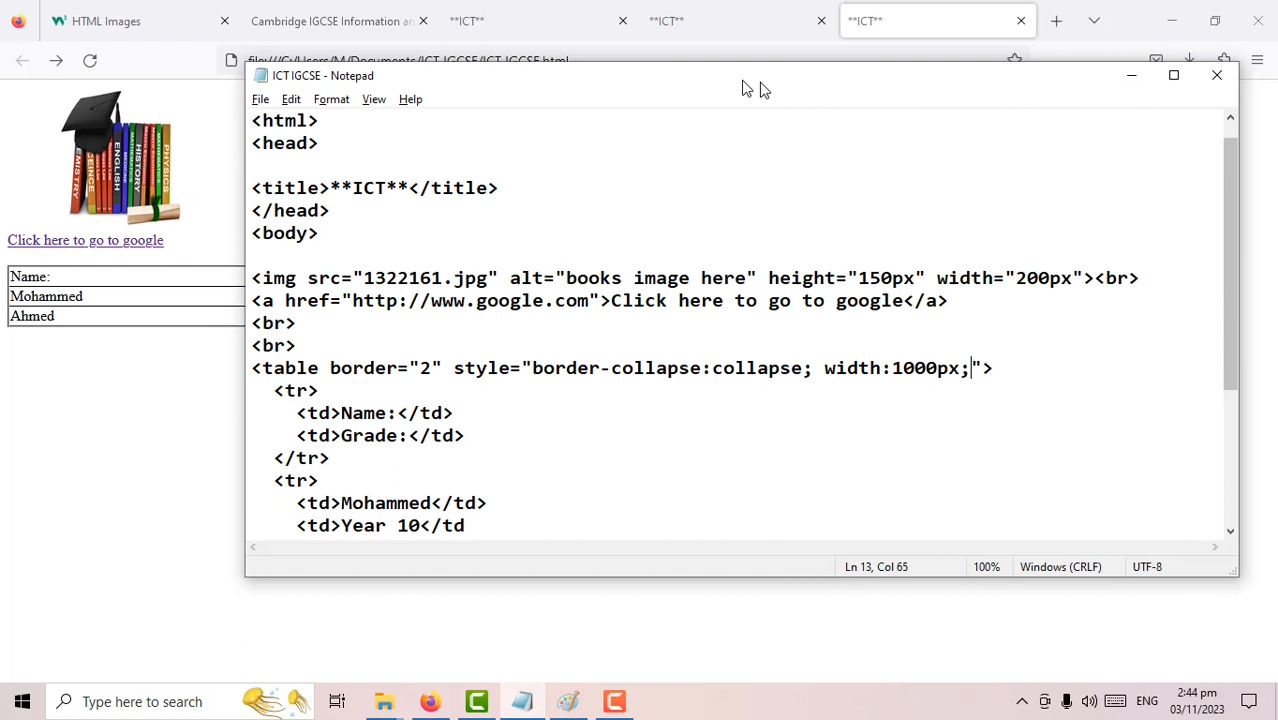 HTML Images
Cambridge IGCSE Information an
**ICT**
**ICT**
**ICT**
ICT IGCSE - Notepad
File Edit Format View Help
<html>
<head>
<title>**ICT**</title>
</head>
<body>
<img src="1322161.jpg" alt="books image here" height="150px" width="200px"><br>
<a href="http://www.google.com">Click here to go to google</a>
<br>
<br>
<table border="2" style="border-collapse:collapse; width:1000px;">
<tr>
<td>Name:</td>
<td>Grade:</td>
</tr>
<tr>
<td>Mohammed</td>
<td>Year 10</td
Ln 13, Col 65
100%
Windows (CRLF)
UTF-8
ENGLISH
HISTORY
PHYSICS
Click here to go to google
Name:
Mohammed
Ahmed
Type here to search
ENG
2:44 pm
03/11/2023